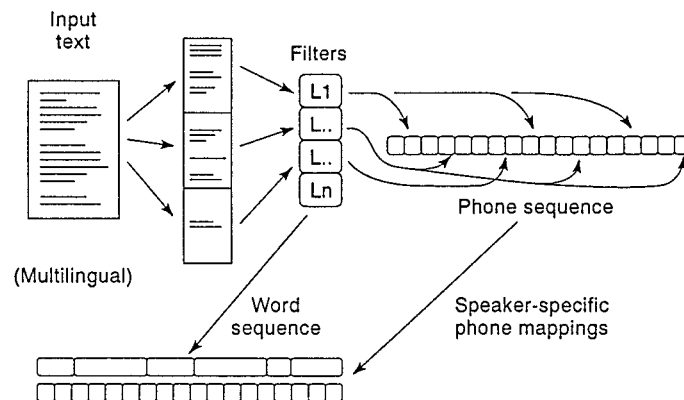 Input
text
Filters
L1
L..
L..
Ln
Phone sequence
(Multilingual)
Word
sequence
Speaker-specific
phone mappings